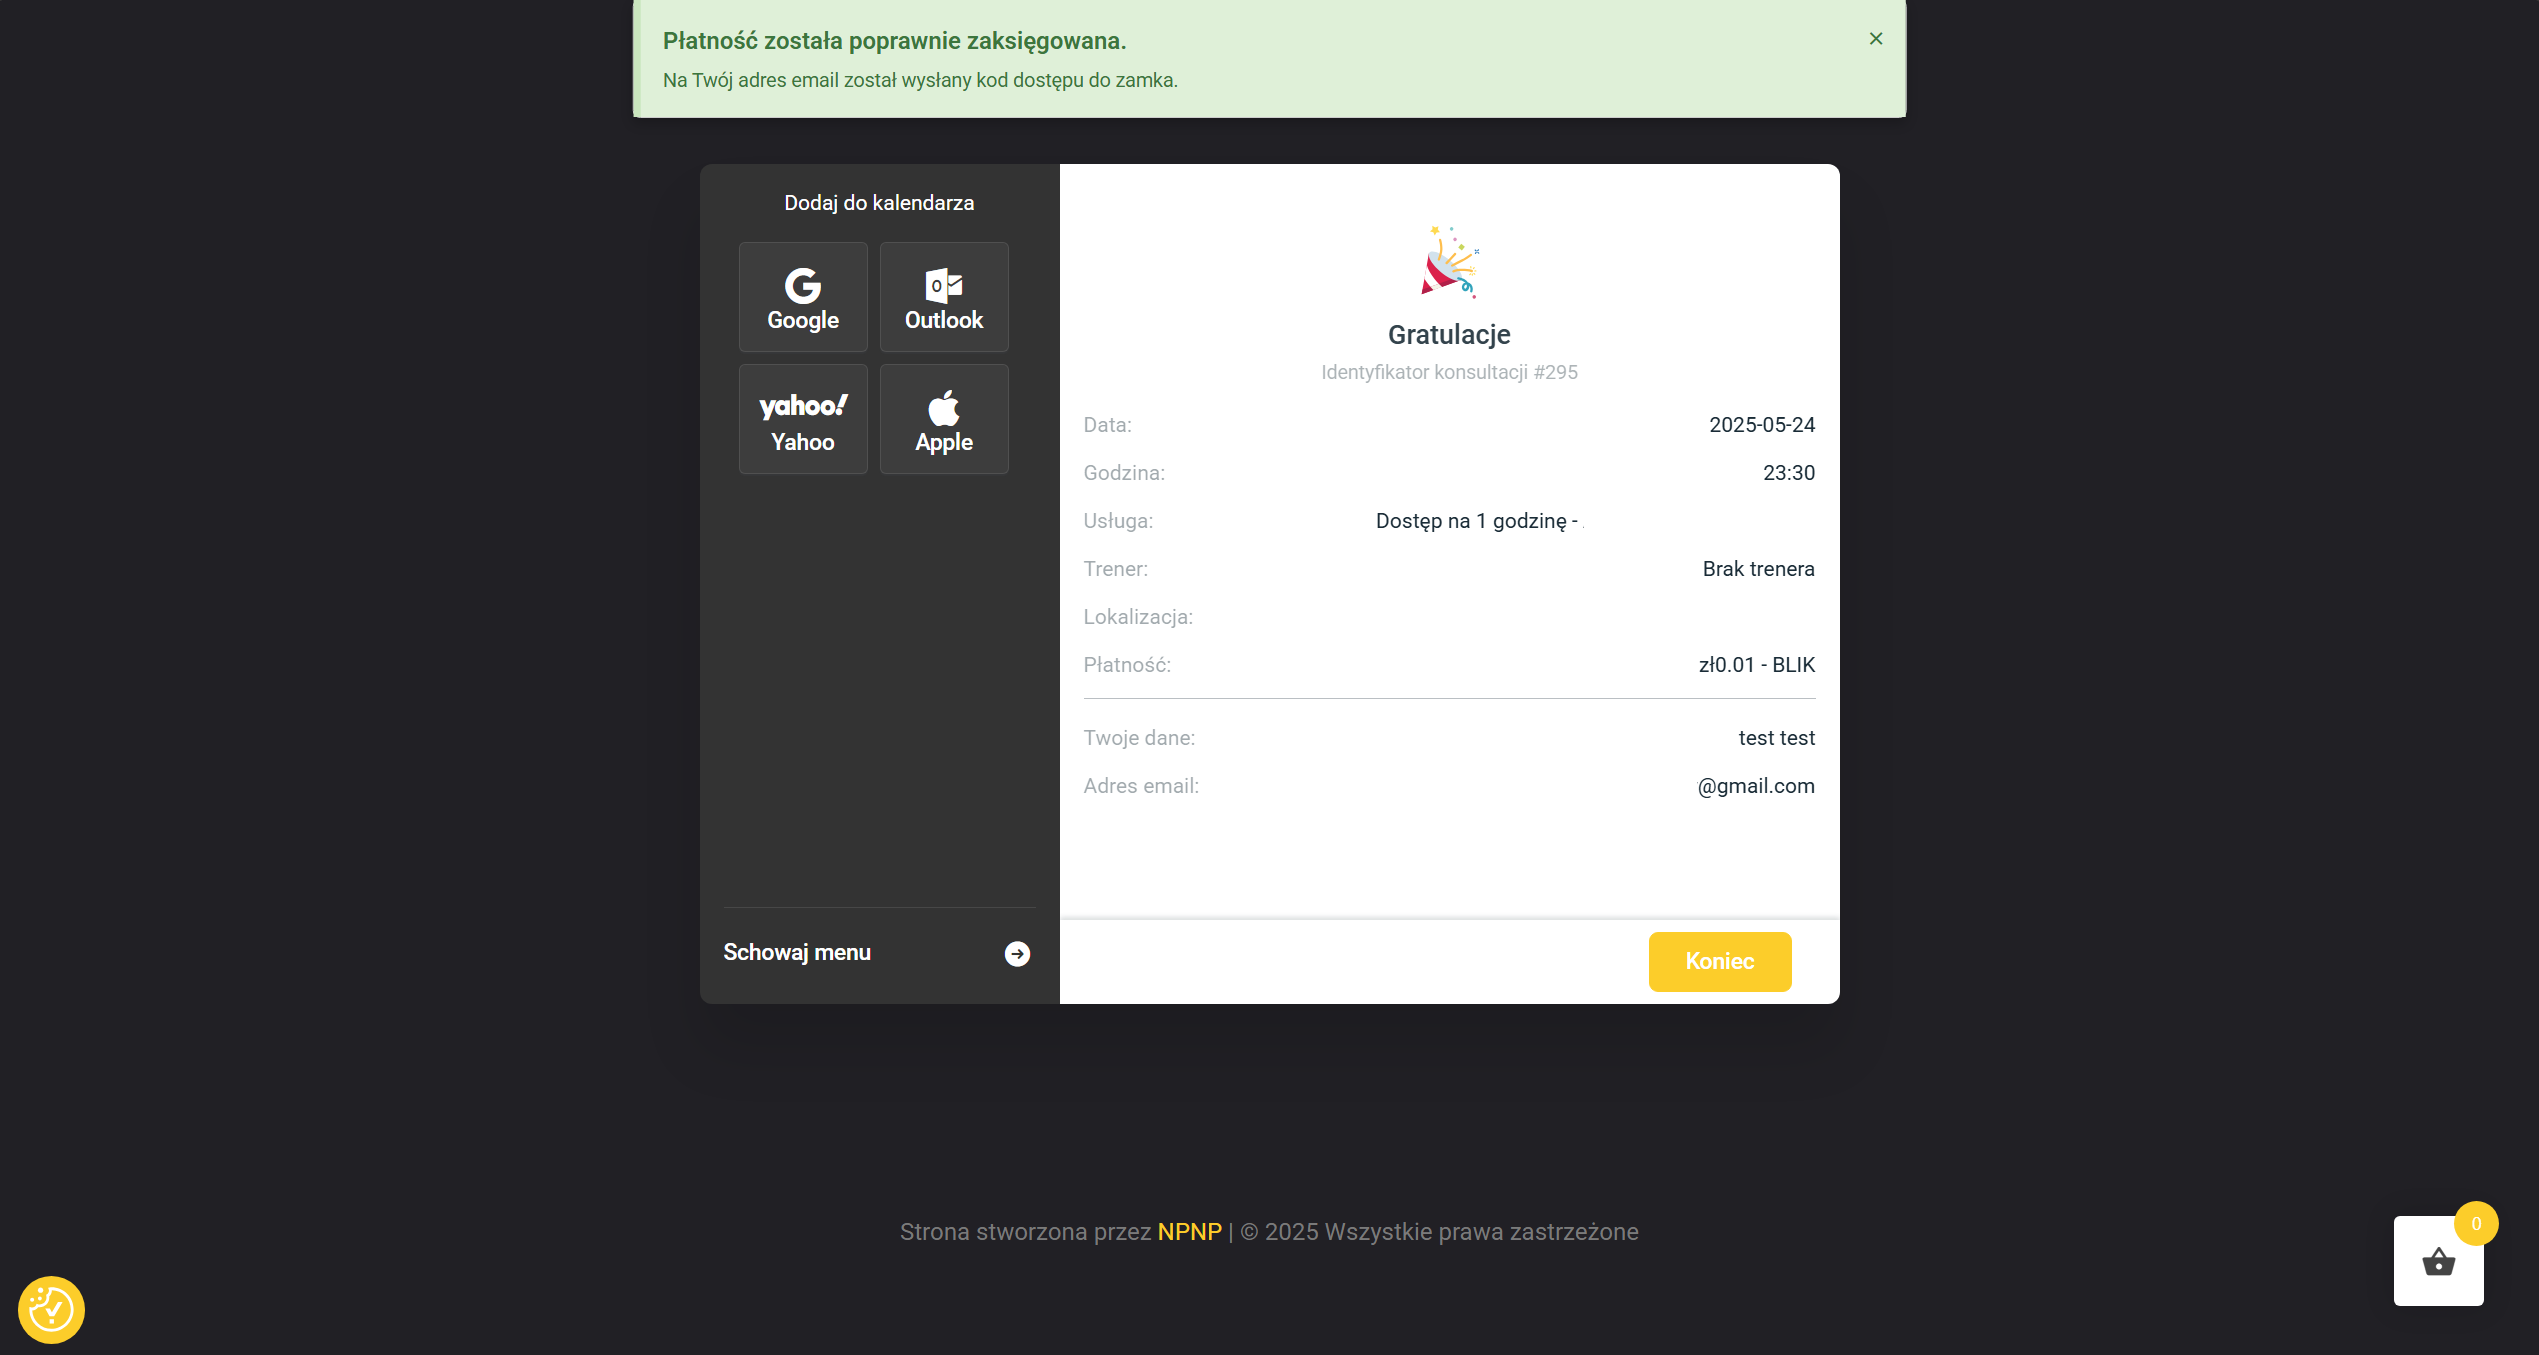 Płatność została poprawnie zaksięgowana.
Na Twój adres email został wysłany kod dostępu do zamka.
Dodaj do kalendarza
Google
Outlook
yahoo!
Yahoo
Apple
Schowaj menu
Gratulacje
Identyfikator konsultacji #295
Data: 2025-05-24
Godzina: 23:30
Usługa: Dostęp na 1 godzinę -
Trener: Brak trenera
Lokalizacja:
Płatność: zł0.01 - BLIK
Twoje dane: test test
Adres email: @gmail.com
Koniec
Strona stworzona przez NPNP | © 2025 Wszystkie prawa zastrzeżone
0